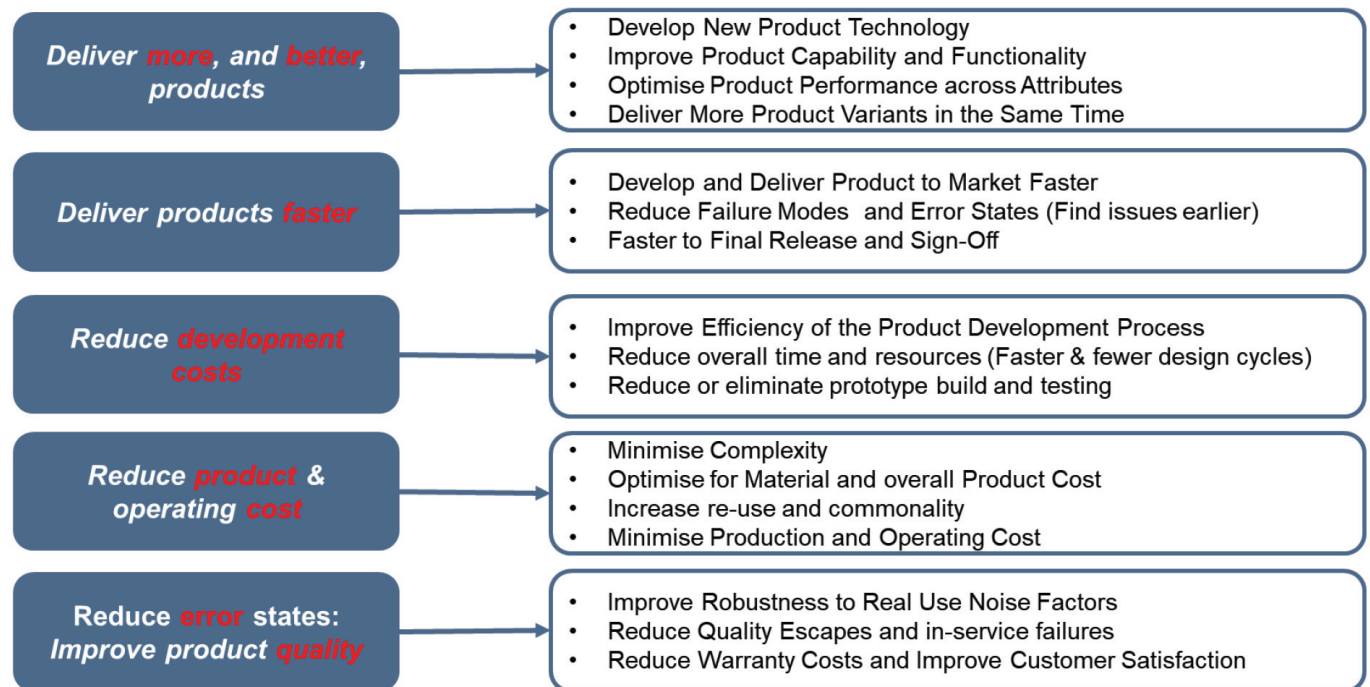 Deliver more, and better,
products
• Develop New Product Technology
• Improve Product Capability and Functionality
• Optimise Product Performance across Attributes
• Deliver More Product Variants in the Same Time
Deliver products faster
• Develop and Deliver Product to Market Faster
• Reduce Failure Modes and Error States (Find issues earlier)
• Faster to Final Release and Sign-Off
Reduce development
costs
• Improve Efficiency of the Product Development Process
• Reduce overall time and resources (Faster & fewer design cycles)
• Reduce or eliminate prototype build and testing
Reduce product &
operating cost
• Minimise Complexity
• Optimise for Material and overall Product Cost
• Increase re-use and commonality
• Minimise Production and Operating Cost
Reduce error states:
Improve product quality
• Improve Robustness to Real Use Noise Factors
• Reduce Quality Escapes and in-service failures
• Reduce Warranty Costs and Improve Customer Satisfaction